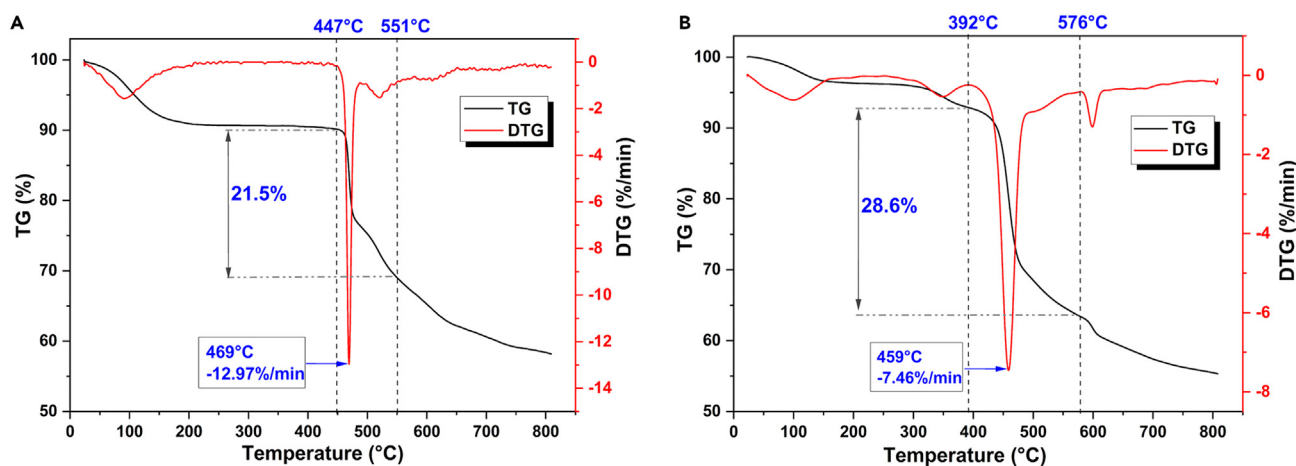 A
447°C 551°C
TG (%)
100
90
80
70
60
50
0
-2
-4
-6
-8
-10
-12
-14
DTG (%/min)
TG
DTG
21.5%
469°C
-12.97%/min
0 100 200 300 400 500 600 700 800
Temperature (°C)
B
392°C 576°C
TG (%)
100
90
80
70
60
50
0
-2
-4
-6
-8
DTG (%/min)
TG
DTG
28.6%
459°C
-7.46%/min
0 100 200 300 400 500 600 700 800
Temperature (°C)